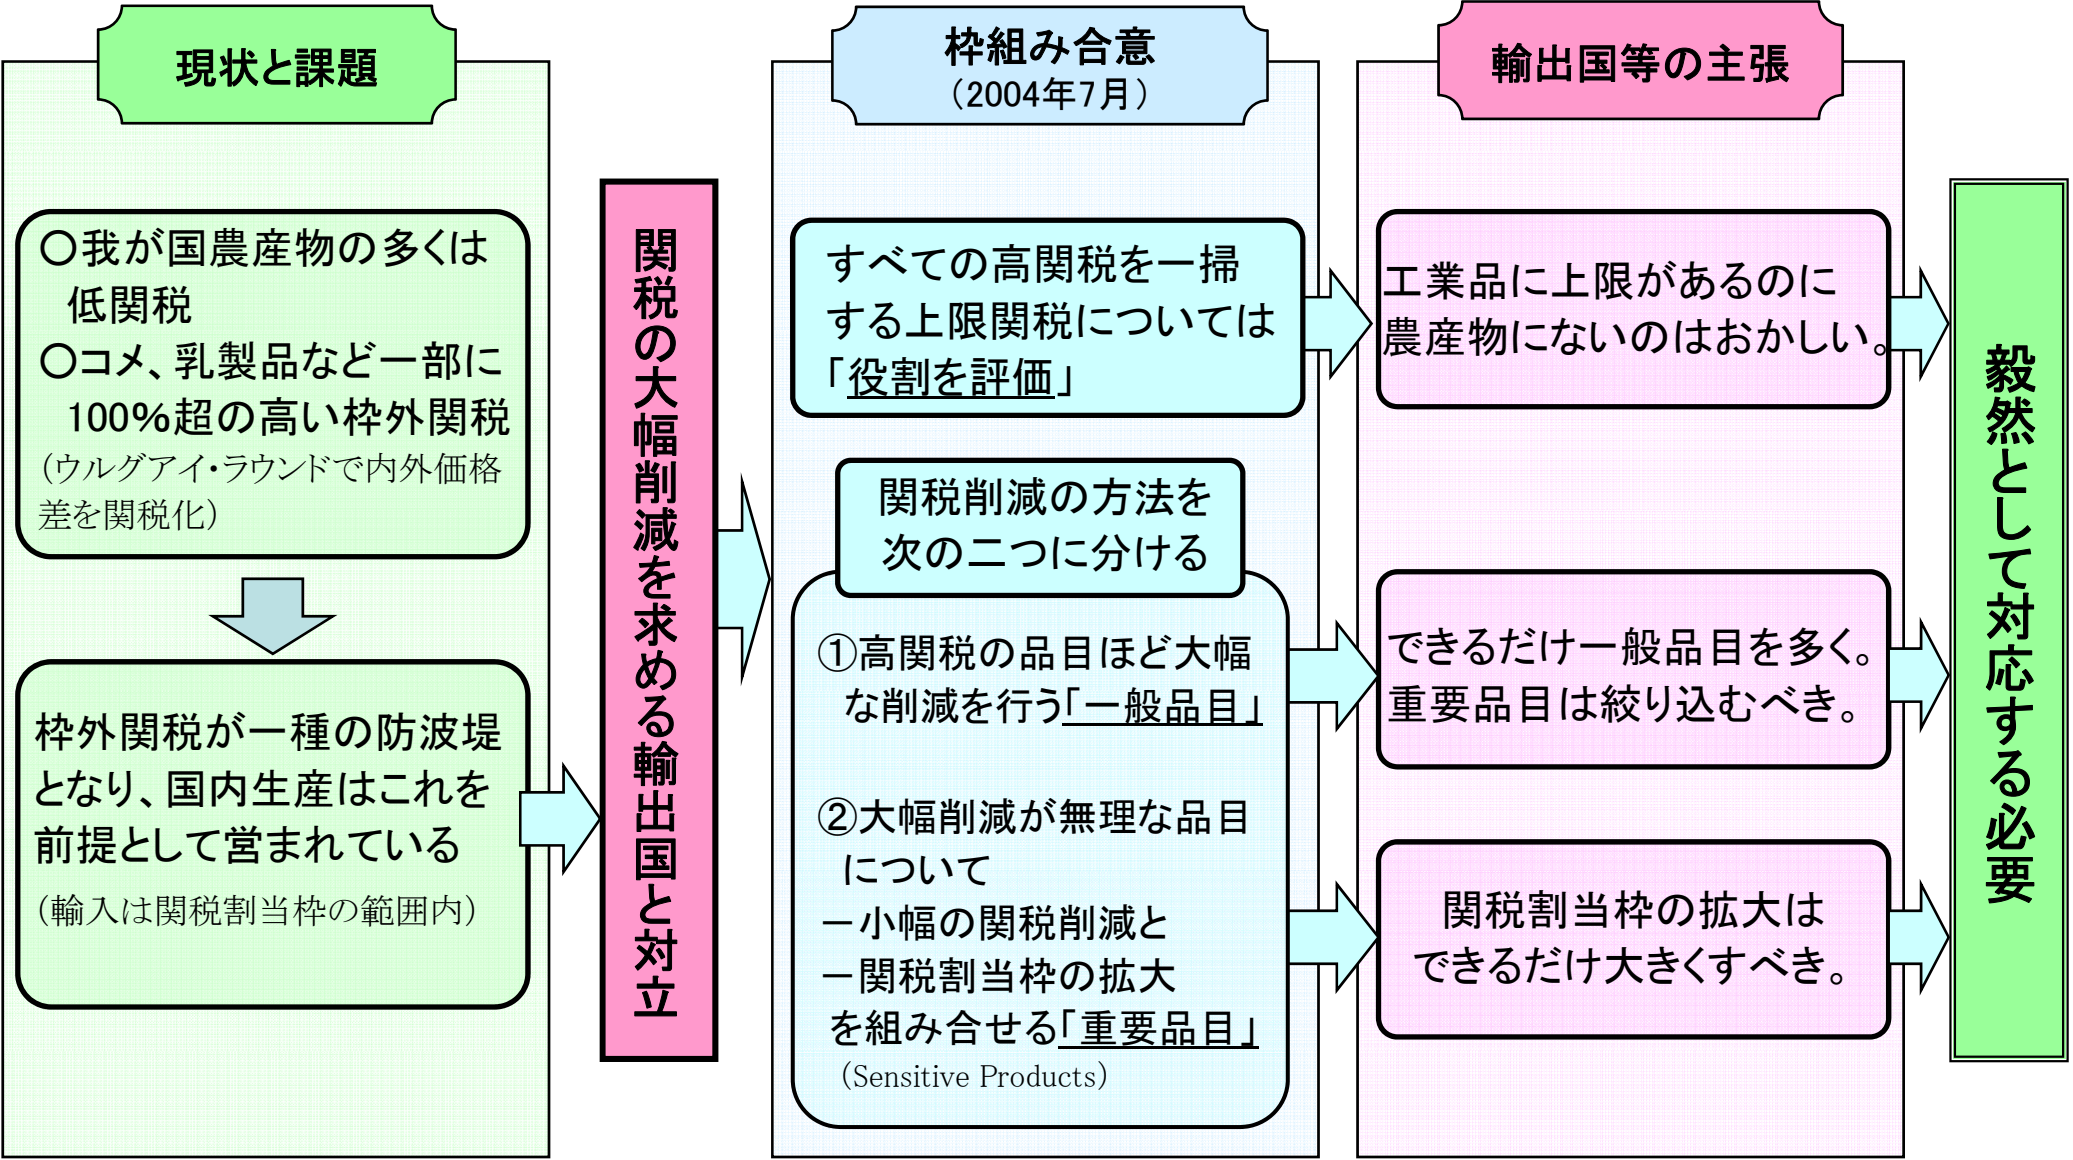 現状と課題
〇我が国農産物の多くは
低関税
〇コメ、乳製品など一部に
100%超の高い枠外関税
(ウルグアイ・ラウンドで内外価格
差を関税化)
枠外関税が一種の防波堤
となり、国内生産はこれを
前提として営まれている
(輸入は関税割当枠の範囲内)
関税の大幅削減を求める輸出国と対立
枠組み合意
(2004年7月)
すべての高関税を一掃
する上限関税については
「役割を評価」
関税削減の方法を
次の二つに分ける
①高関税の品目ほど大幅
な削減を行う「一般品目」
②大幅削減が無理な品目
について
－小幅の関税削減と
－関税割当枠の拡大
を組み合せる「重要品目」
(Sensitive Products)
輸出国等の主張
工業品に上限があるのに
農産物にないのはおかしい。
できるだけ一般品目を多く。
重要品目は絞り込むべき。
関税割当枠の拡大は
できるだけ大きくすべき。
毅然として対応する必要